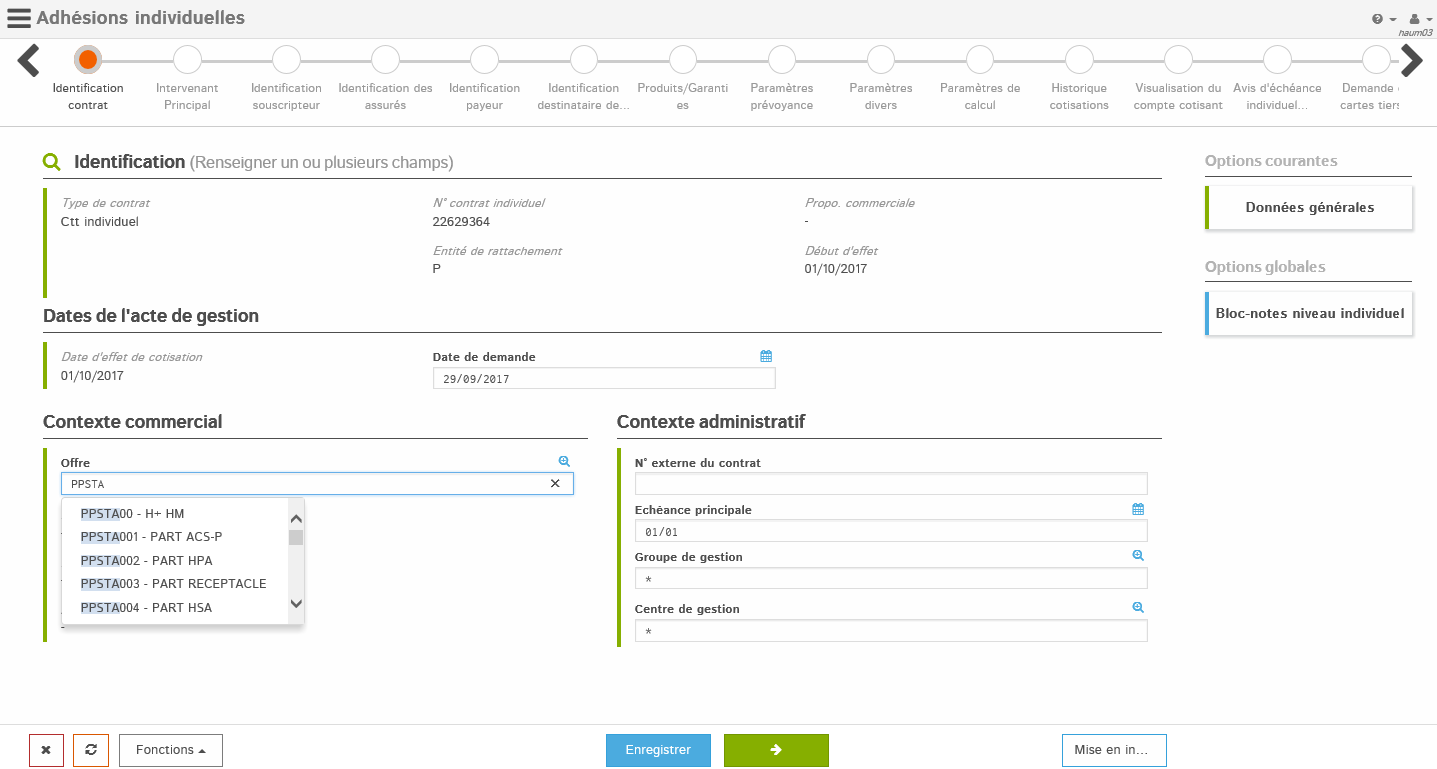 Adhésions individuelles
haum03
Identification contrat
Intervenant Principal
Identification souscripteur
Identification des assurés
Identification payeur
Identification destinataire de...
Produits/Garanti es
Paramètres prévoyance
Paramètres divers
Paramètres de calcul
Historique cotisations
Visualisation du compte cotisant
Avis d'échéance individuel...
Demande
cartes tiers
Identification (Renseigner un ou plusieurs champs)
Type de contrat
Ctt individuel
N° contrat individuel
22629364
Propo. commerciale
-
Entité de rattachement
P
Début d'effet
01/10/2017
Dates de l'acte de gestion
Date d'effet de cotisation
01/10/2017
Date de demande
29/09/2017
Contexte commercial
Offre
PPSTA
PPSTA00 - H+ HM
PPSTA001 - PART ACS-P
PPSTA002 - PART HPA
PPSTA003 - PART RECEPTACLE
PPSTA004 - PART HSA
Contexte administratif
N° externe du contrat
Echéance principale
01/01
Groupe de gestion
*
Centre de gestion
*
Options courantes
Données générales
Options globales
Bloc-notes niveau individuel
Fonctions
Enregistrer
Mise en in...